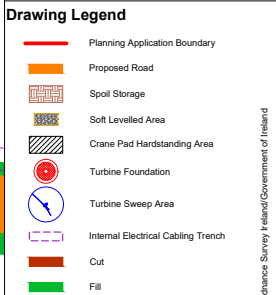 Drawing Legend
Planning Application Boundary
Proposed Road
Spoil Storage
Soft Levelled Area
Crane Pad Hardstanding Area
Turbine Foundation
Turbine Sweep Area
Internal Electrical Cabling Trench
Cut
Fill
Survey Ireland/Government of Ireland